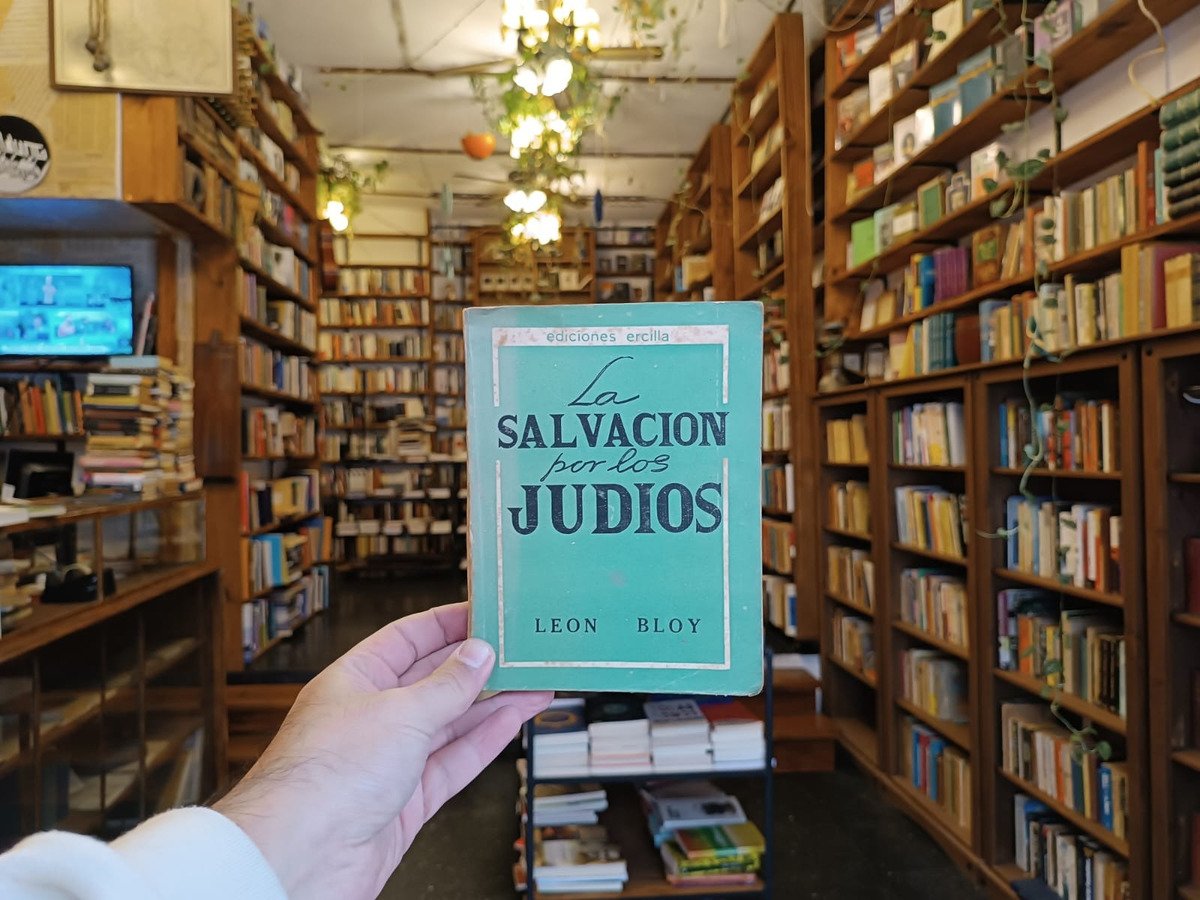 ediciones ercilla
La
SALVACION
por los
JUDIOS
LEON BLOY